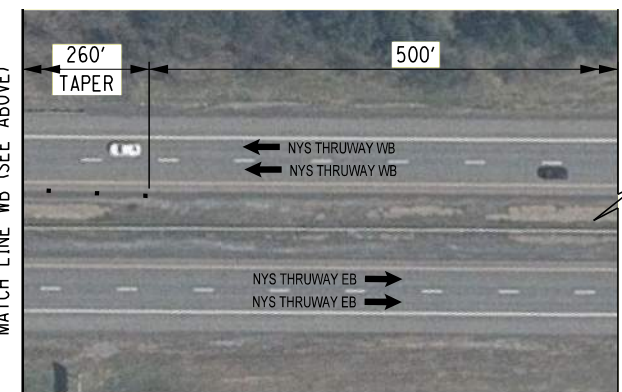 260'
TAPER
500'
NYS THRUWAY WB
NYS THRUWAY WB
NYS THRUWAY EB
NYS THRUWAY EB
MATCH LINE WB (SEE ABOVE)